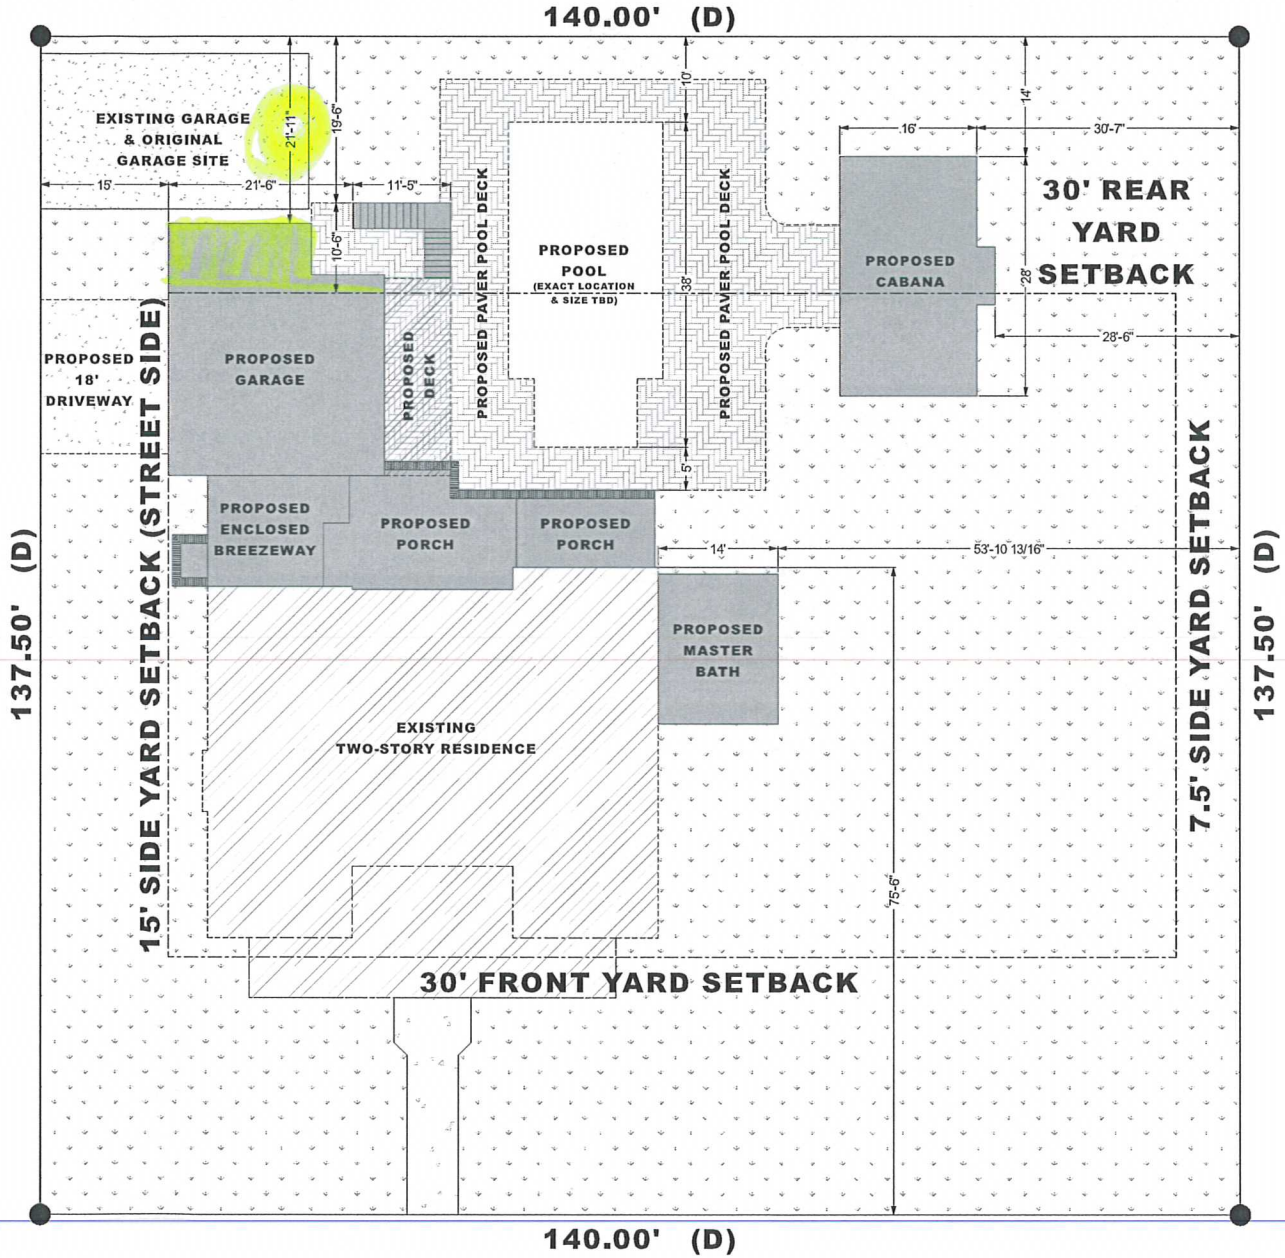 140.00' (D)
EXISTING GARAGE
& ORIGINAL
GARAGE SITE
21'-11"
19'-6"
10'
14'
16'
30'-7"
15'
21'-6"
11'-5"
10'-6"
30' REAR
YARD
SETBACK
PROPOSED PAVER POOL DECK
PROPOSED
POOL
(EXACT LOCATION
& SIZE TBD)
38'
PROPOSED PAVER POOL DECK
PROPOSED
CABANA
28'
28'-6"
PROPOSED
18'
DRIVEWAY
PROPOSED
GARAGE
PROPOSED
DECK
5'
15' SIDE YARD SETBACK (STREET SIDE)
7.5' SIDE YARD SETBACK
137.50' (D)
137.50' (D)
PROPOSED
ENCLOSED
BREEZEWAY
PROPOSED
PORCH
PROPOSED
PORCH
14'
53'-10 13/16"
PROPOSED
MASTER
BATH
EXISTING
TWO-STORY RESIDENCE
75'-6"
30' FRONT YARD SETBACK
140.00' (D)